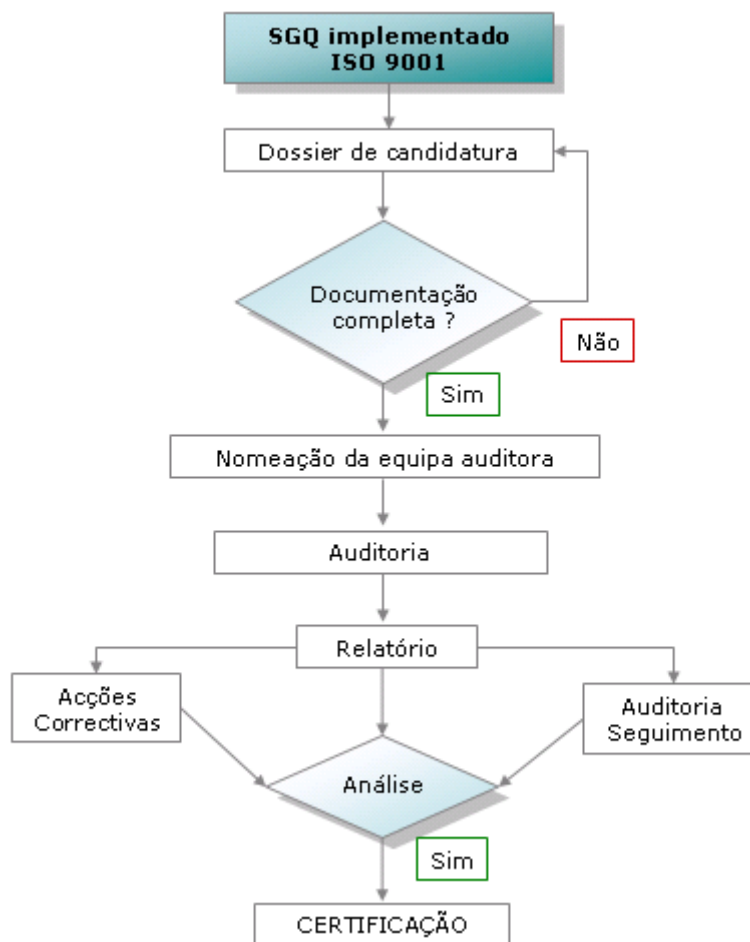 SGQ implementado
ISO 9001
Dossier de candidatura
Documentação
completa ?
Não
Sim
Nomeação da equipa auditora
Auditoria
Relatório
Acções
Correctivas
Auditoria
Seguimento
Análise
Sim
CERTIFICAÇÃO